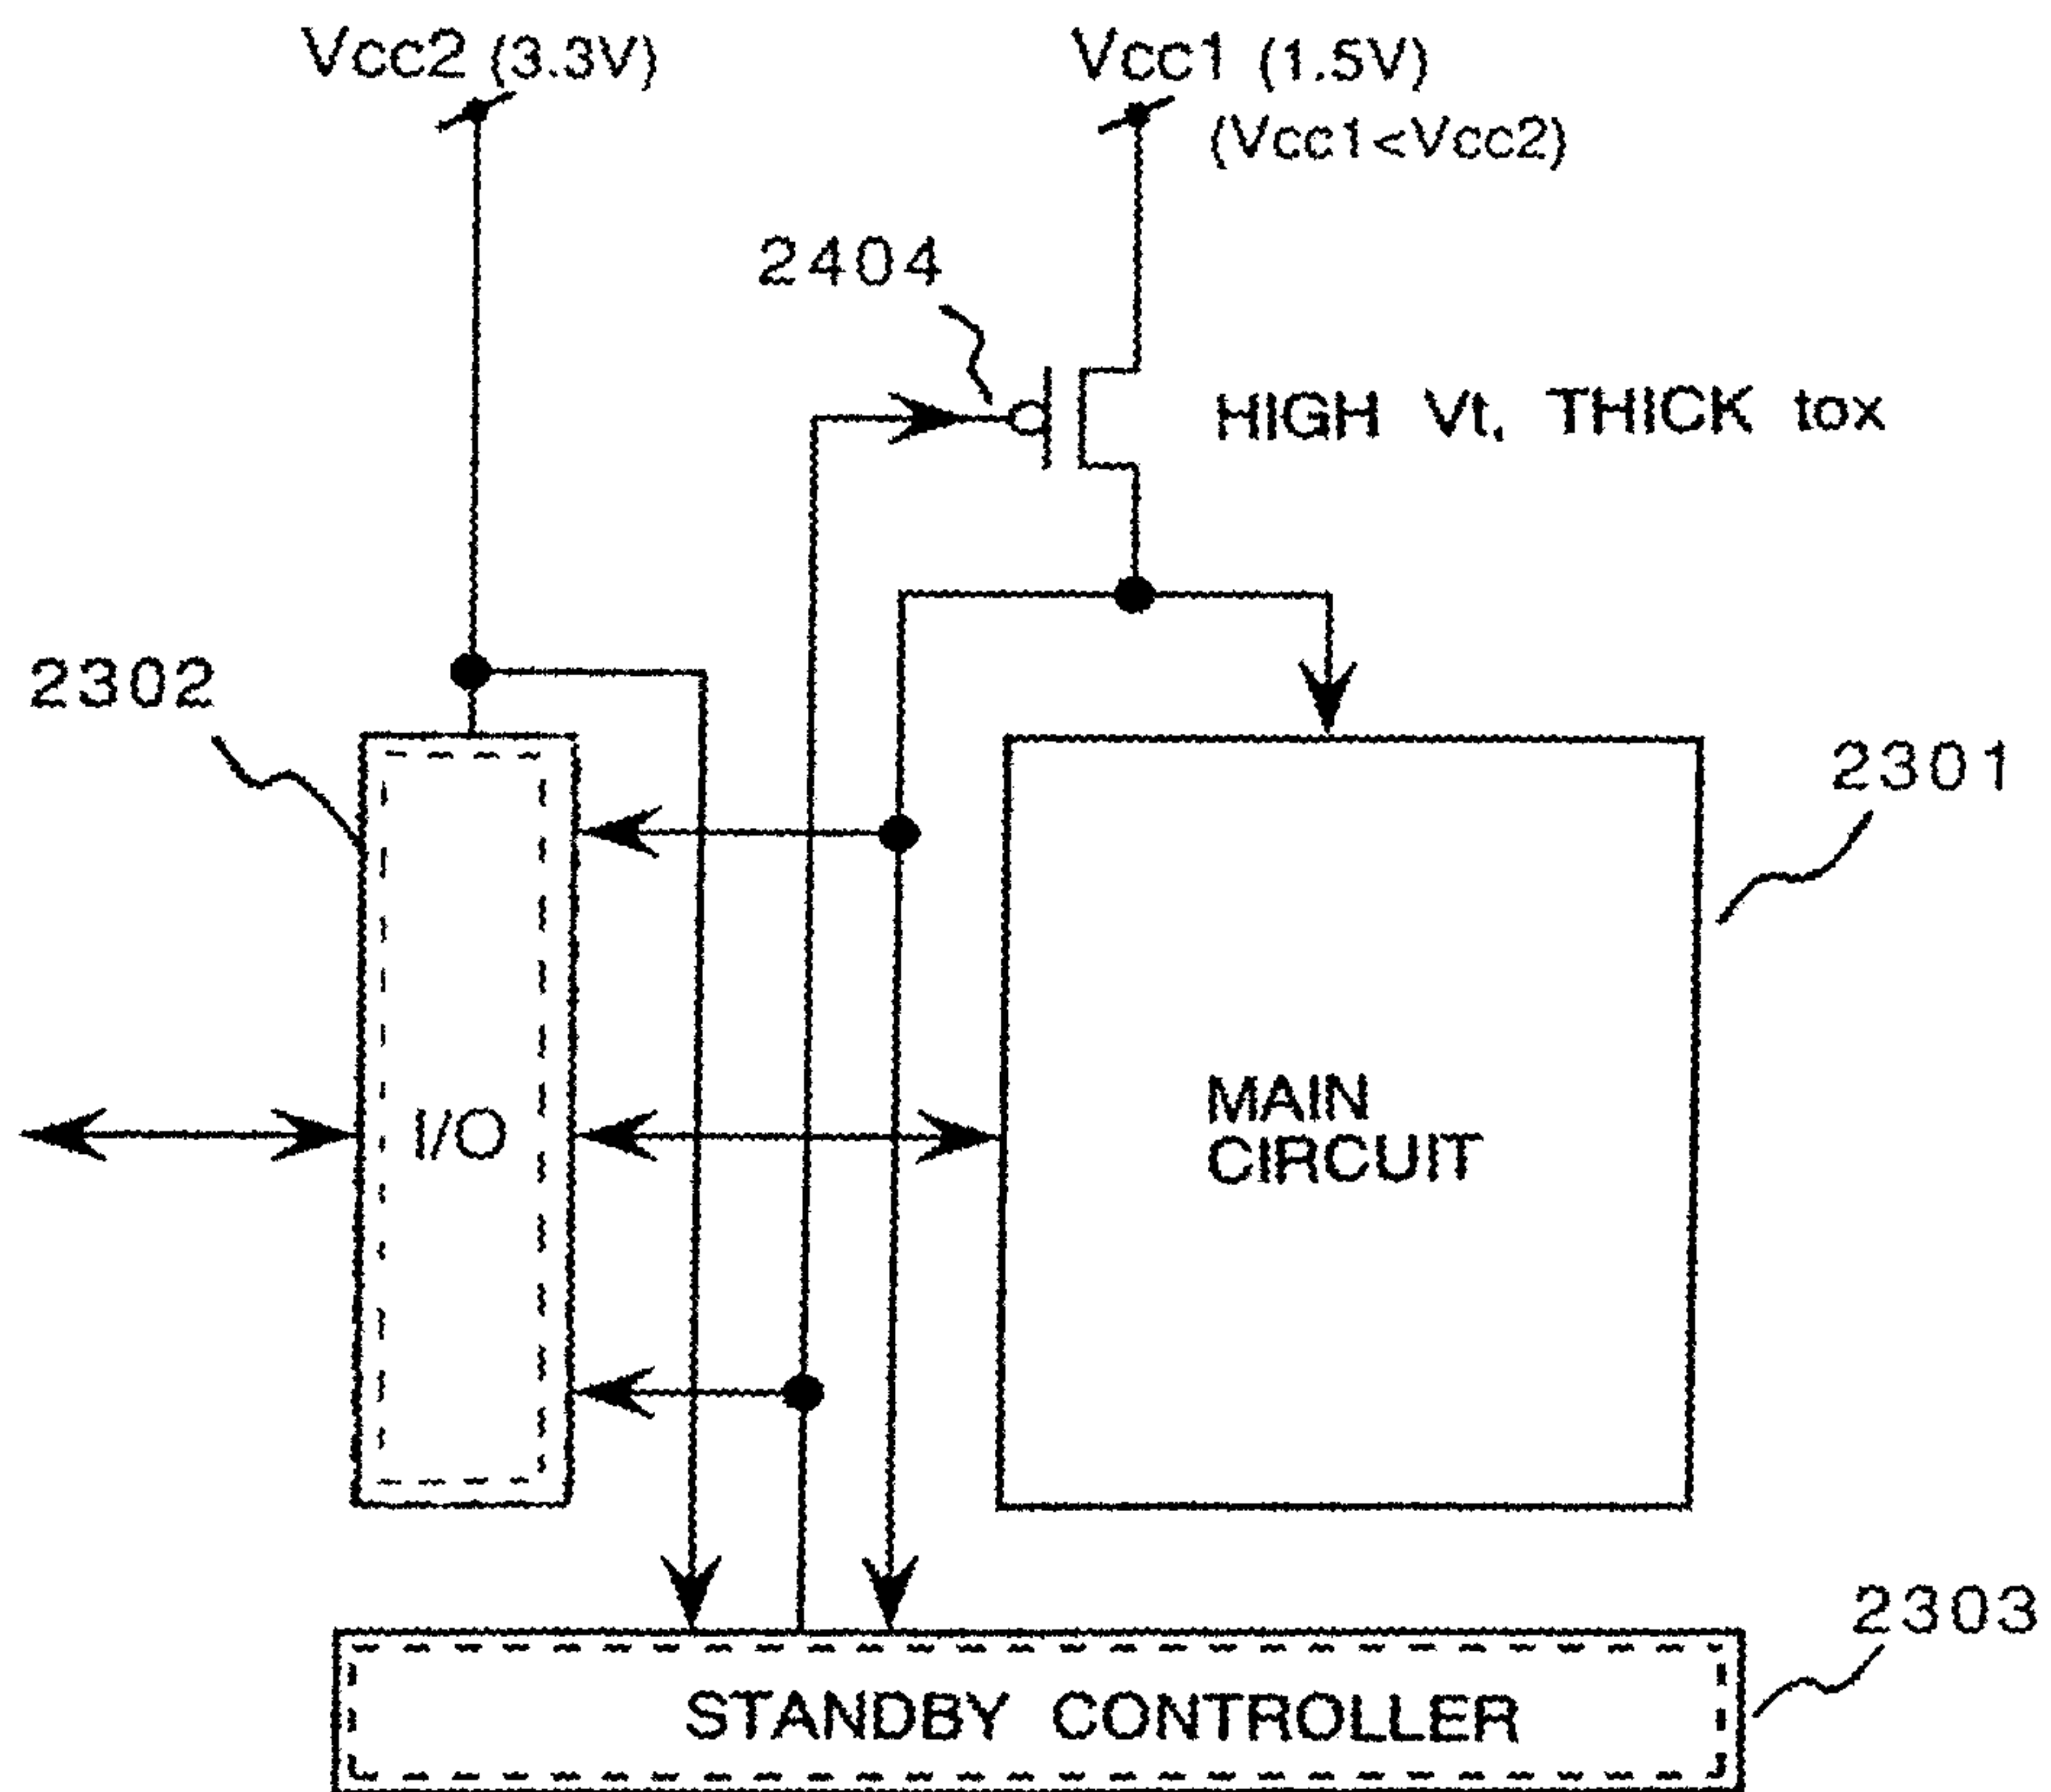 Vcc2 (3.3V)
Vcc1 (1.5V)
(Vcc1<Vcc2)
2404
HIGH Vt, THICK tox
2302
2301
I/O
MAIN
CIRCUIT
2303
STANDBY CONTROLLER